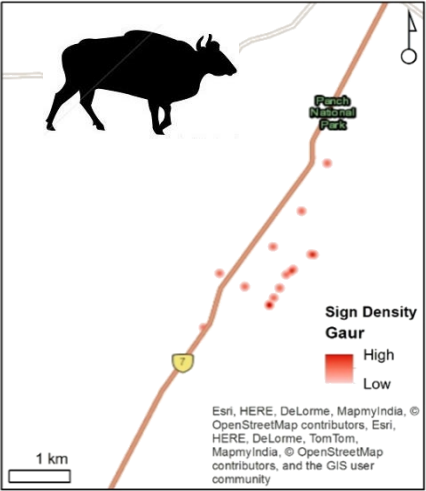 Panch
National
Park
7
Sign Density
Gaur
High
Low
Esri, HERE, DeLorme, MapmyIndia, ©
OpenStreetMap contributors, Esri,
HERE, DeLorme, TomTom,
MapmyIndia, © OpenStreetMap
contributors, and the GIS user
community
1 km